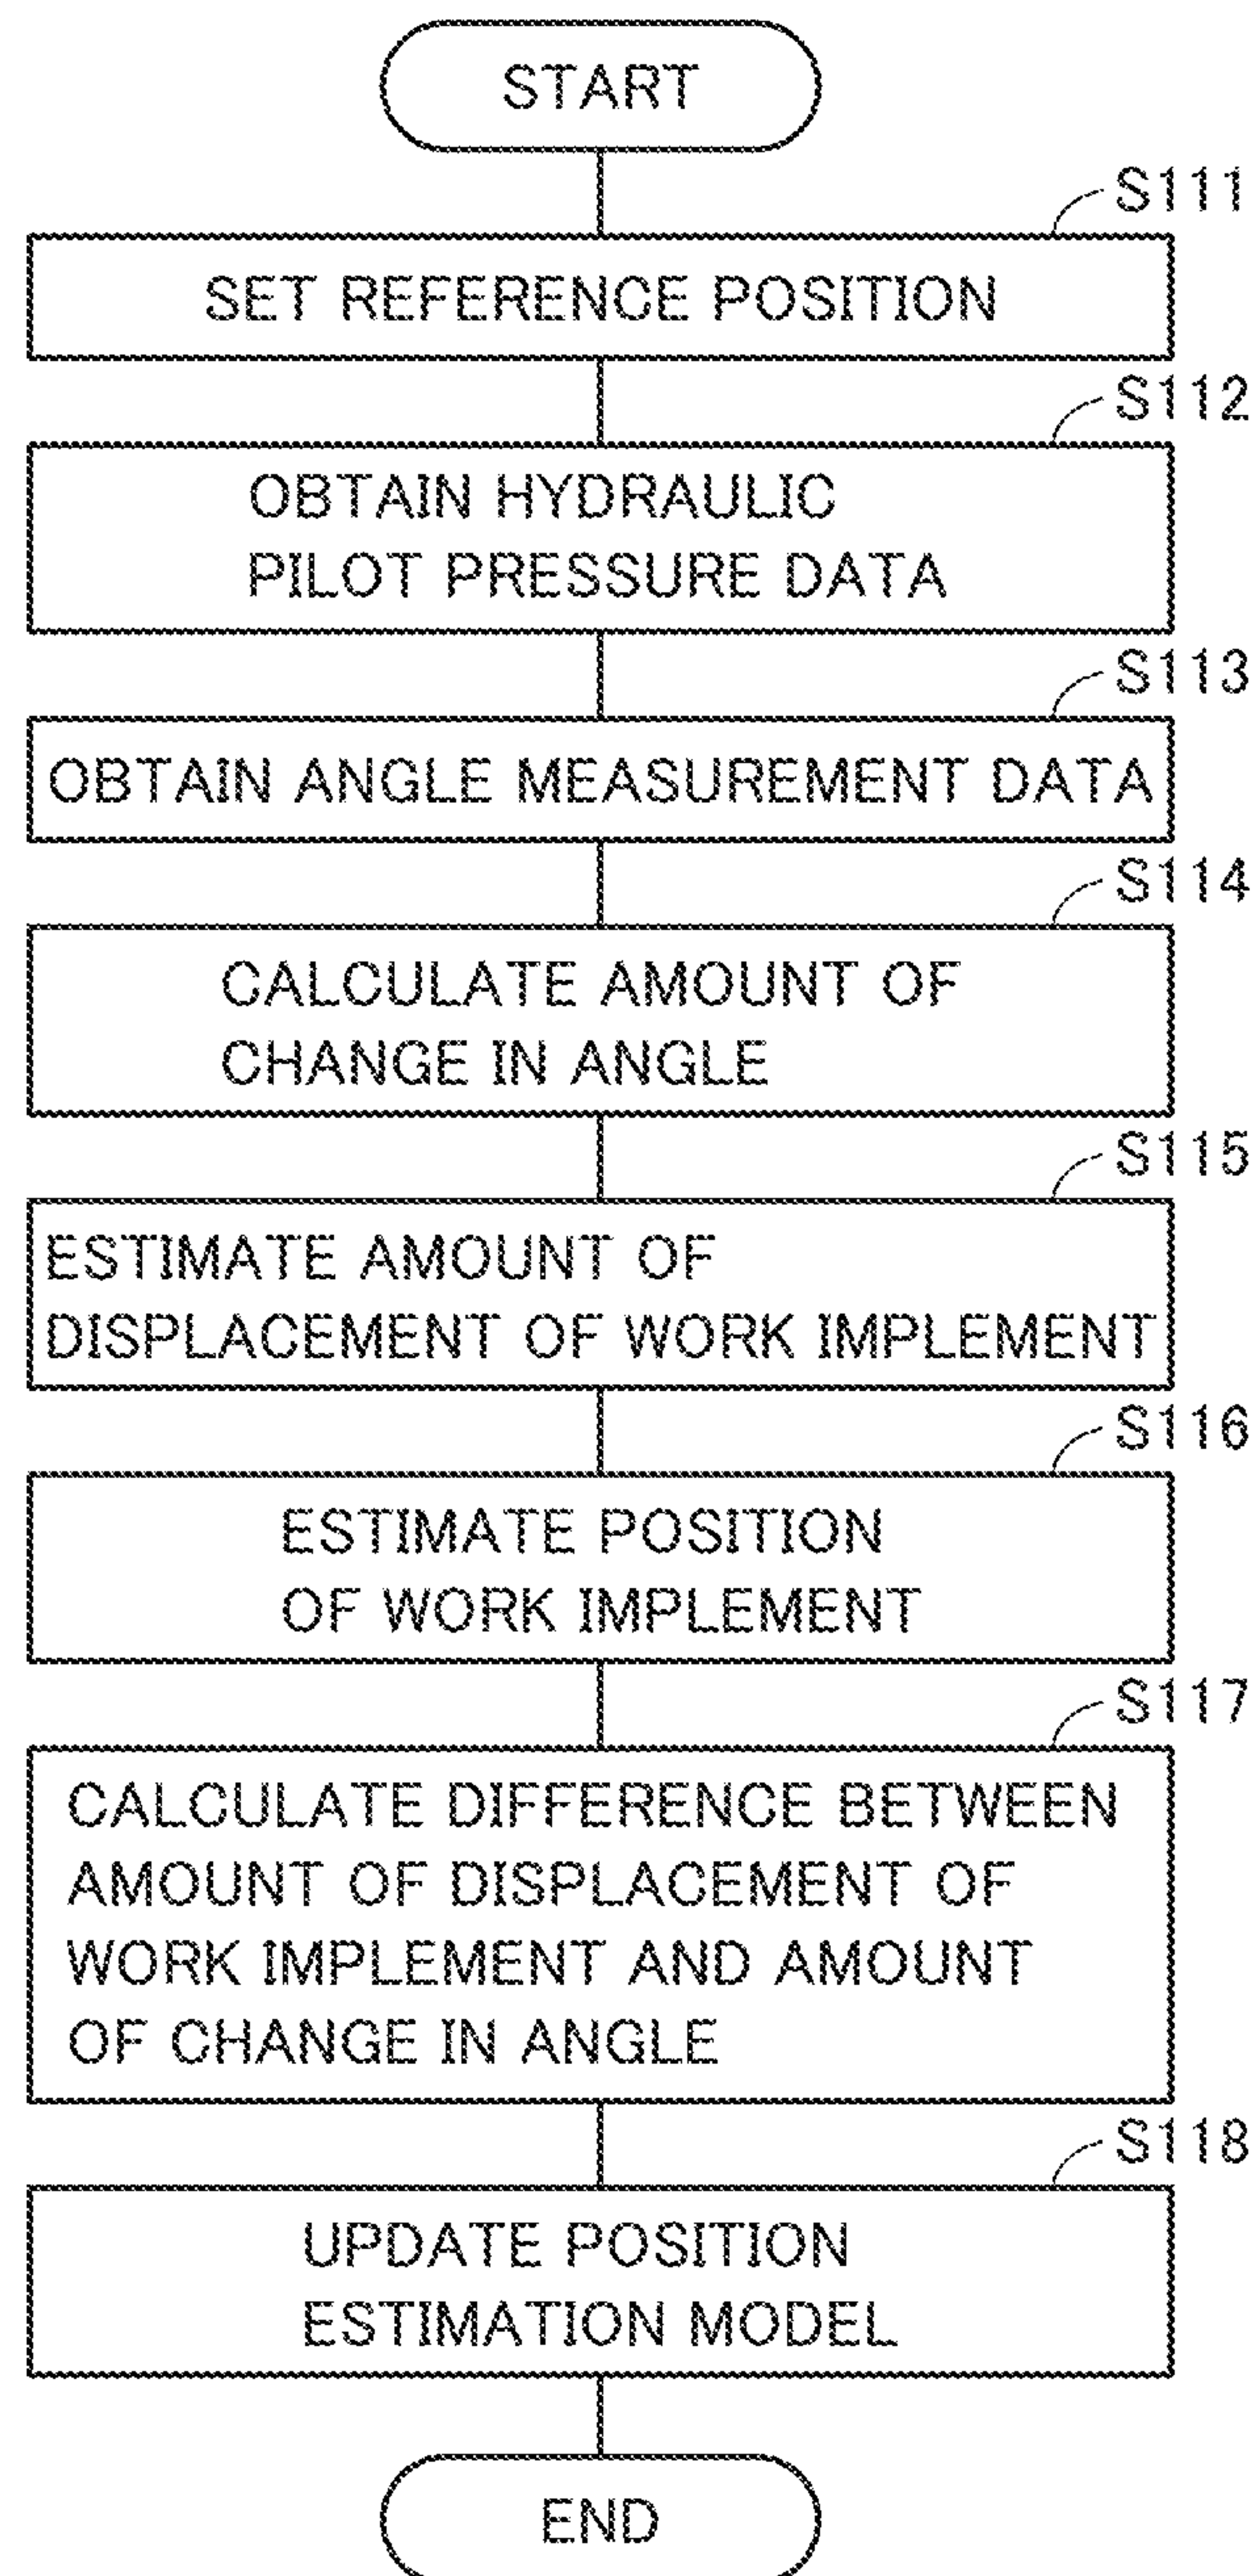 START
S111
SET REFERENCE POSITION
S112
OBTAIN HYDRAULIC
PILOT PRESSURE DATA
S113
OBTAIN ANGLE MEASUREMENT DATA
S114
CALCULATE AMOUNT OF
CHANGE IN ANGLE
S115
ESTIMATE AMOUNT OF
DISPLACEMENT OF WORK IMPLEMENT
S116
ESTIMATE POSITION
OF WORK IMPLEMENT
S117
CALCULATE DIFFERENCE BETWEEN
AMOUNT OF DISPLACEMENT OF
WORK IMPLEMENT AND AMOUNT
OF CHANGE IN ANGLE
S118
UPDATE POSITION
ESTIMATION MODEL
END